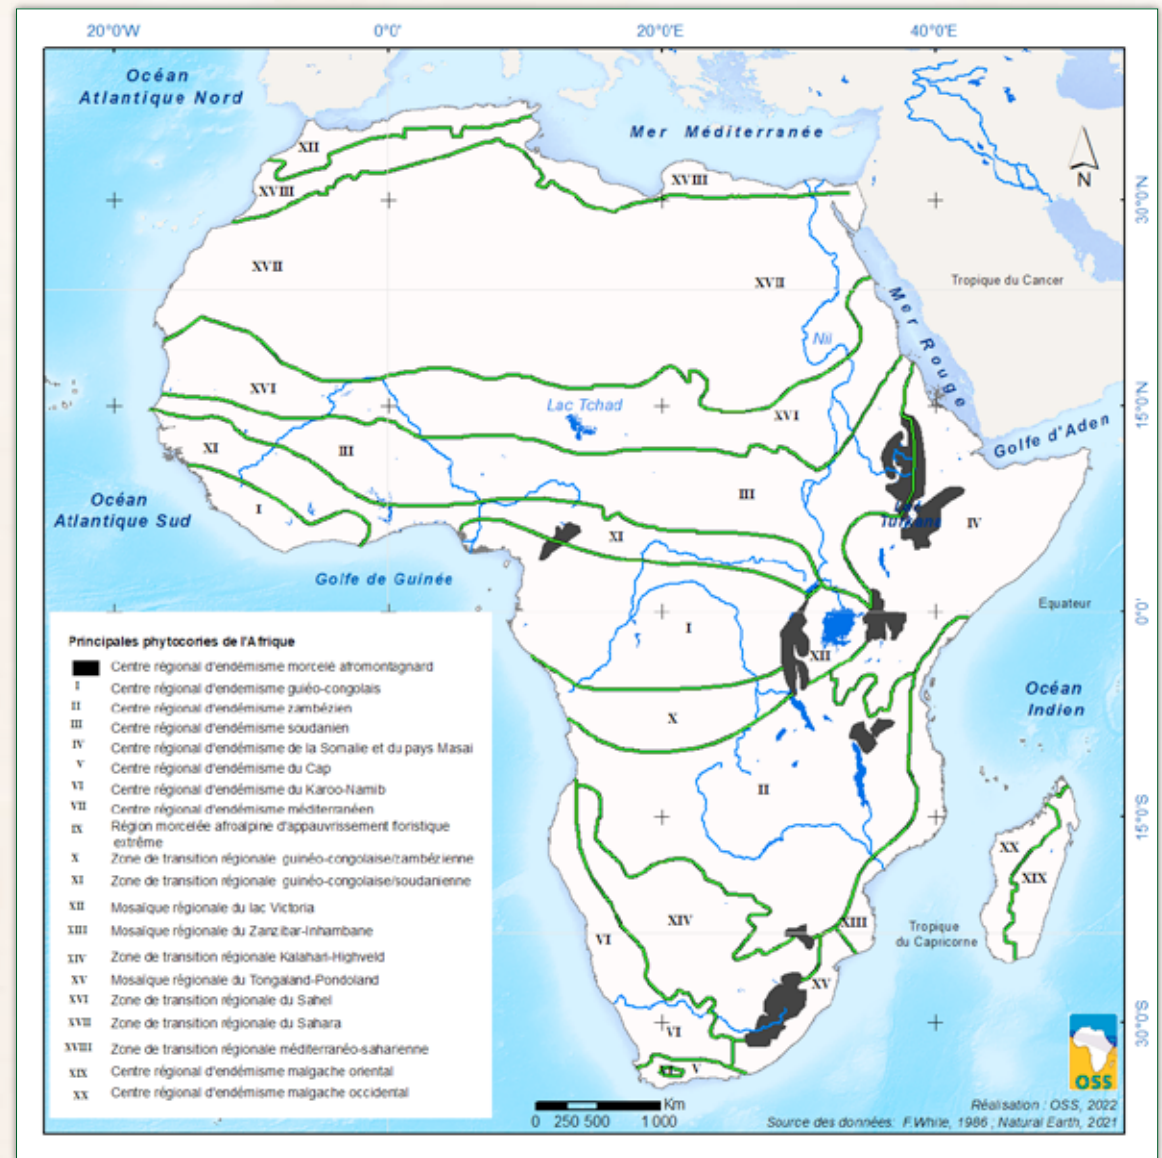 20°0'W 0°0' 20°0'E 40°0'E
Océan
Atlantique Nord
Mer Méditerranée
N
XII
XVIII
XVIII
30°0'N
XVII
XVII
Tropique du Cancer
Mer Rouge
Nil
XVI
Lac Tchad
XVI
15°0'N
Golfe d'Aden
XI
III
III
IV
Océan
Atlantique Sud
I
XI
Turkana
Golfe de Guinée
Equateur
0°0'
I
XII
Océan
Indien
X
II
15°0'S
XX
XIX
XIV
XIII
Tropique
du Capricorne
VI
XV
VI
30°0'S
V
Principales phytocories de l'Afrique
Centre régional d'endémisme morcelé afromontagnard
I Centre régional d'endemisme guiéo-congolais
II Centre régional d'endémisme zambézien
III Centre régional d'endémisme soudanien
IV Centre régional d'endémisme de la Somalie et du pays Masai
V Centre régional d'endémisme du Cap
VI Centre régional d'endémisme du Karoo-Namib
VII Centre régional d'endémisme méditerranéen
IX Région morcelée afroalpine d'appauvrissement floristique
extrême
X Zone de transition régionale guinéo-congolaise/zambézienne
XI Zone de transition régionale guinéo-congolaise/soudanienne
XII Mosaïque régionale du lac Victoria
XIII Mosaïque régionale du Zanzibar-Inhambane
XIV Zone de transition régionale Kalahari-Highveld
XV Mosaïque régionale du Tongaland-Pondoland
XVI Zone de transition régionale du Sahel
XVII Zone de transition régionale du Sahara
XVIII Zone de transition régionale méditerranéo-saharienne
XIX Centre régional d'endémisme malgache oriental
XX Centre régional d'endémisme malgache occidental
Km
0 250 500 1 000
OSS
Réalisation : OSS, 2022
Source des données: F.White, 1986 ; Natural Earth, 2021